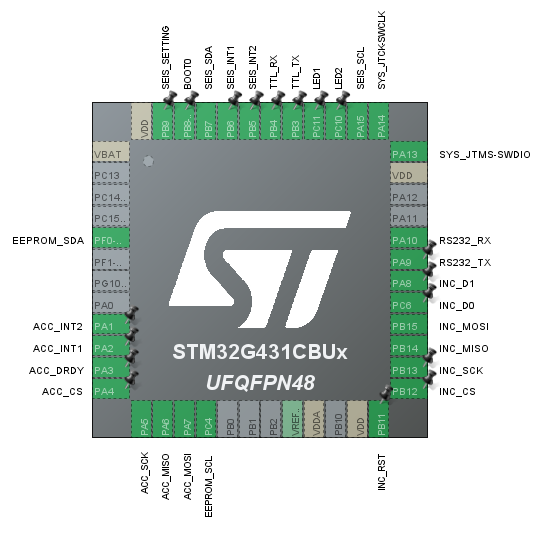 SEIS_SETTING
BOOT0
SEIS_SDA
SEIS_INT1
SEIS_INT2
TTL_RX
TTL_TX
LED1
LED2
SEIS_SCL
SYS_JTCK-SWCLK
VDD
PB9
PB8-..
PB7
PB6
PB5
PB4
PB3
PC11
PC10
PA15
PA14
VBAT
PA13 SYS_JTMS-SWDIO
PC13
VDD
PC14..
PA12
PC15..
PA11
EEPROM_SDA PF0-..
PA10 RS232_RX
PF1-..
PA9 RS232_TX
PG10..
PA8 INC_D1
PA0
PC6 INC_D0
ACC_INT2 PA1
PB15 INC_MOSI
ACC_INT1 PA2
PB14 INC_MISO
ACC_DRDY PA3
PB13 INC_SCK
ACC_CS PA4
PB12 INC_CS
STM32G431CBUx
UFQFPN48
PA5
PA6
PA7
PC4
PB0
PB1
PB2
VREF..
VDDA
PB10
VDD
PB11
ACC_SCK
ACC_MISO
ACC_MOSI
EEPROM_SCL
INC_RST